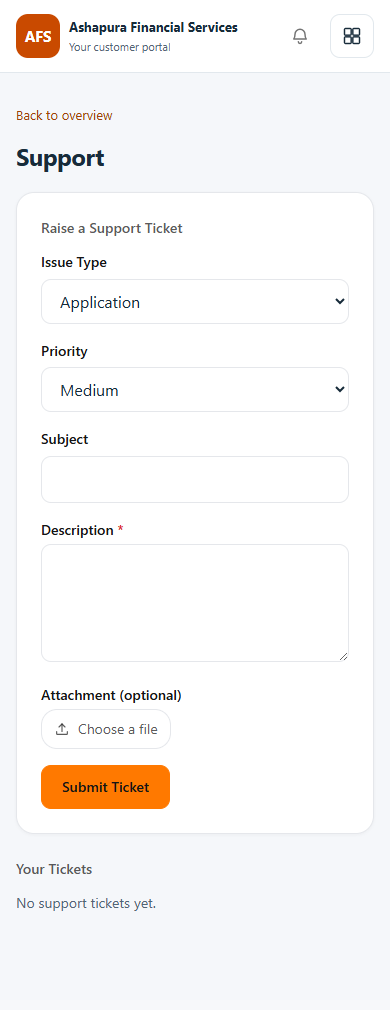 AFS
Ashapura Financial Services
Your customer portal
Back to overview
Support
Raise a Support Ticket
Issue Type
Application
Priority
Medium
Subject
Description *
Attachment (optional)
Choose a file
Submit Ticket
Your Tickets
No support tickets yet.